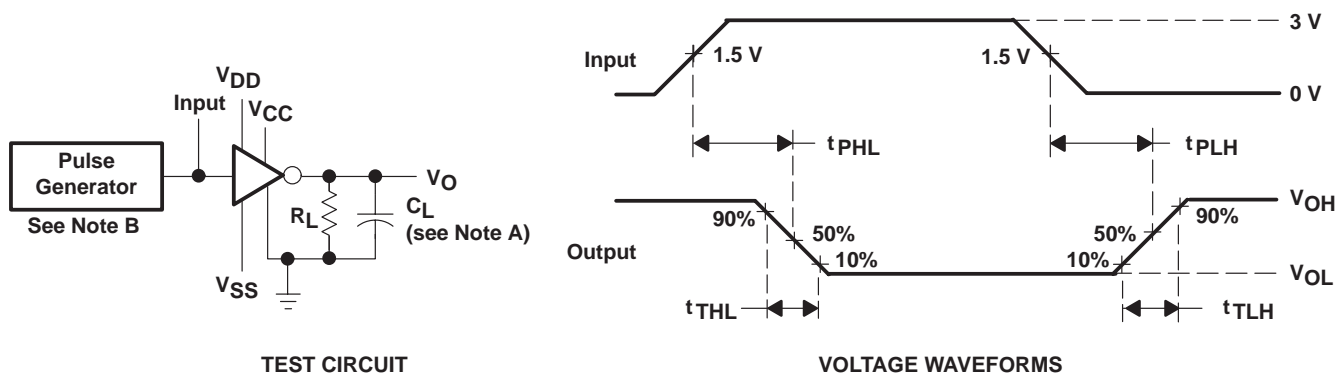 VDD
Input
VCC
Pulse
Generator
See Note B
VO
RL
CL
(see Note A)
VSS
TEST CIRCUIT
3 V
Input
1.5 V
1.5 V
0 V
tPHL
tPLH
VOH
90%
90%
50%
50%
Output
10%
10%
VOL
tTHL
tTLH
VOLTAGE WAVEFORMS